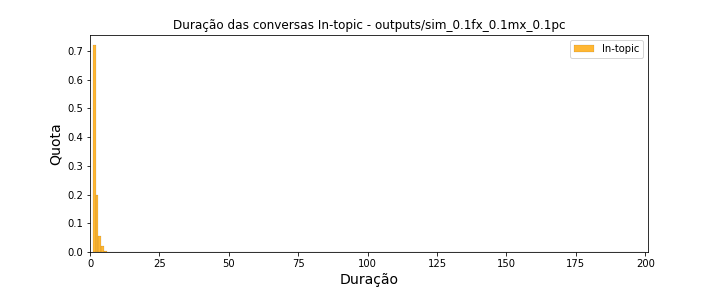 Duração das conversas In-topic - outputs/sim_0.1fx_0.1mx_0.1pc
In-topic
Quota
0.7
0.6
0.5
0.4
0.3
0.2
0.1
0.0
0 25 50 75 100 125 150 175 200
Duração